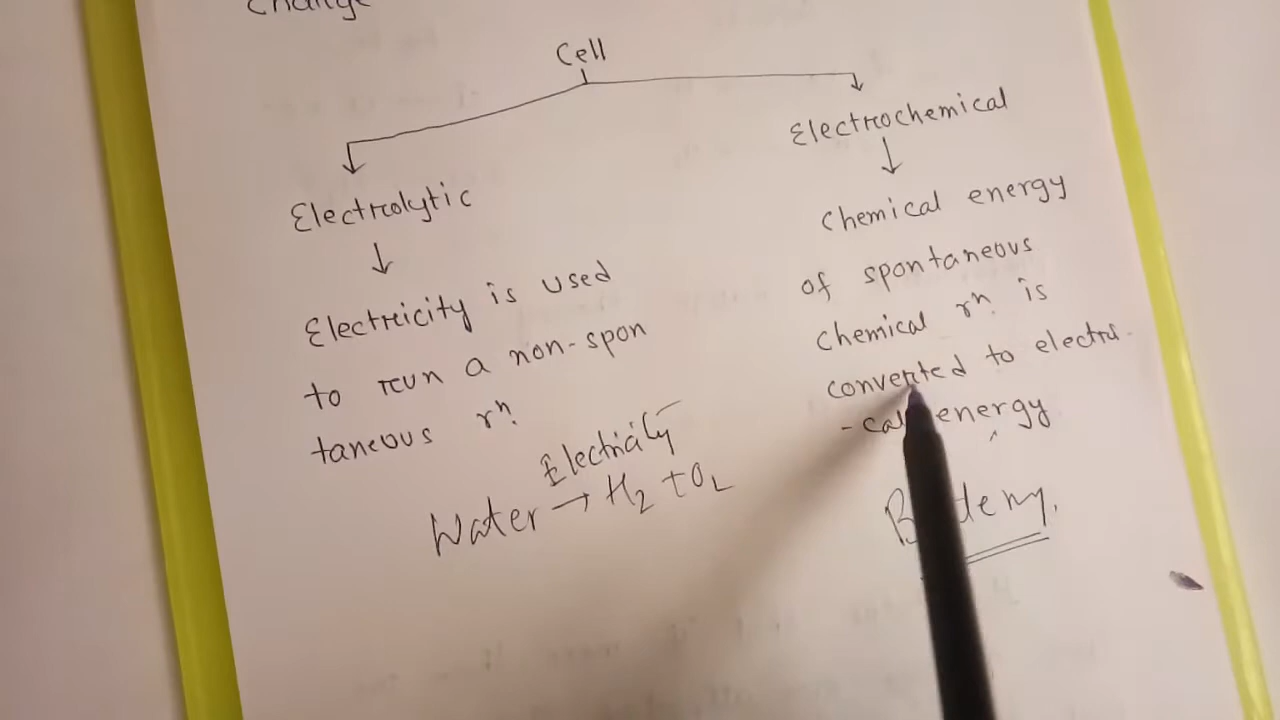 Change
Cell
Electrolytic
Electricity is used
to run a non-spon
taneous rⁿ.
Electricity
Water → H₂ + O₂
Electrochemical
Chemical energy
of spontaneous
chemical rⁿ. is
converted to electri
-cal energy